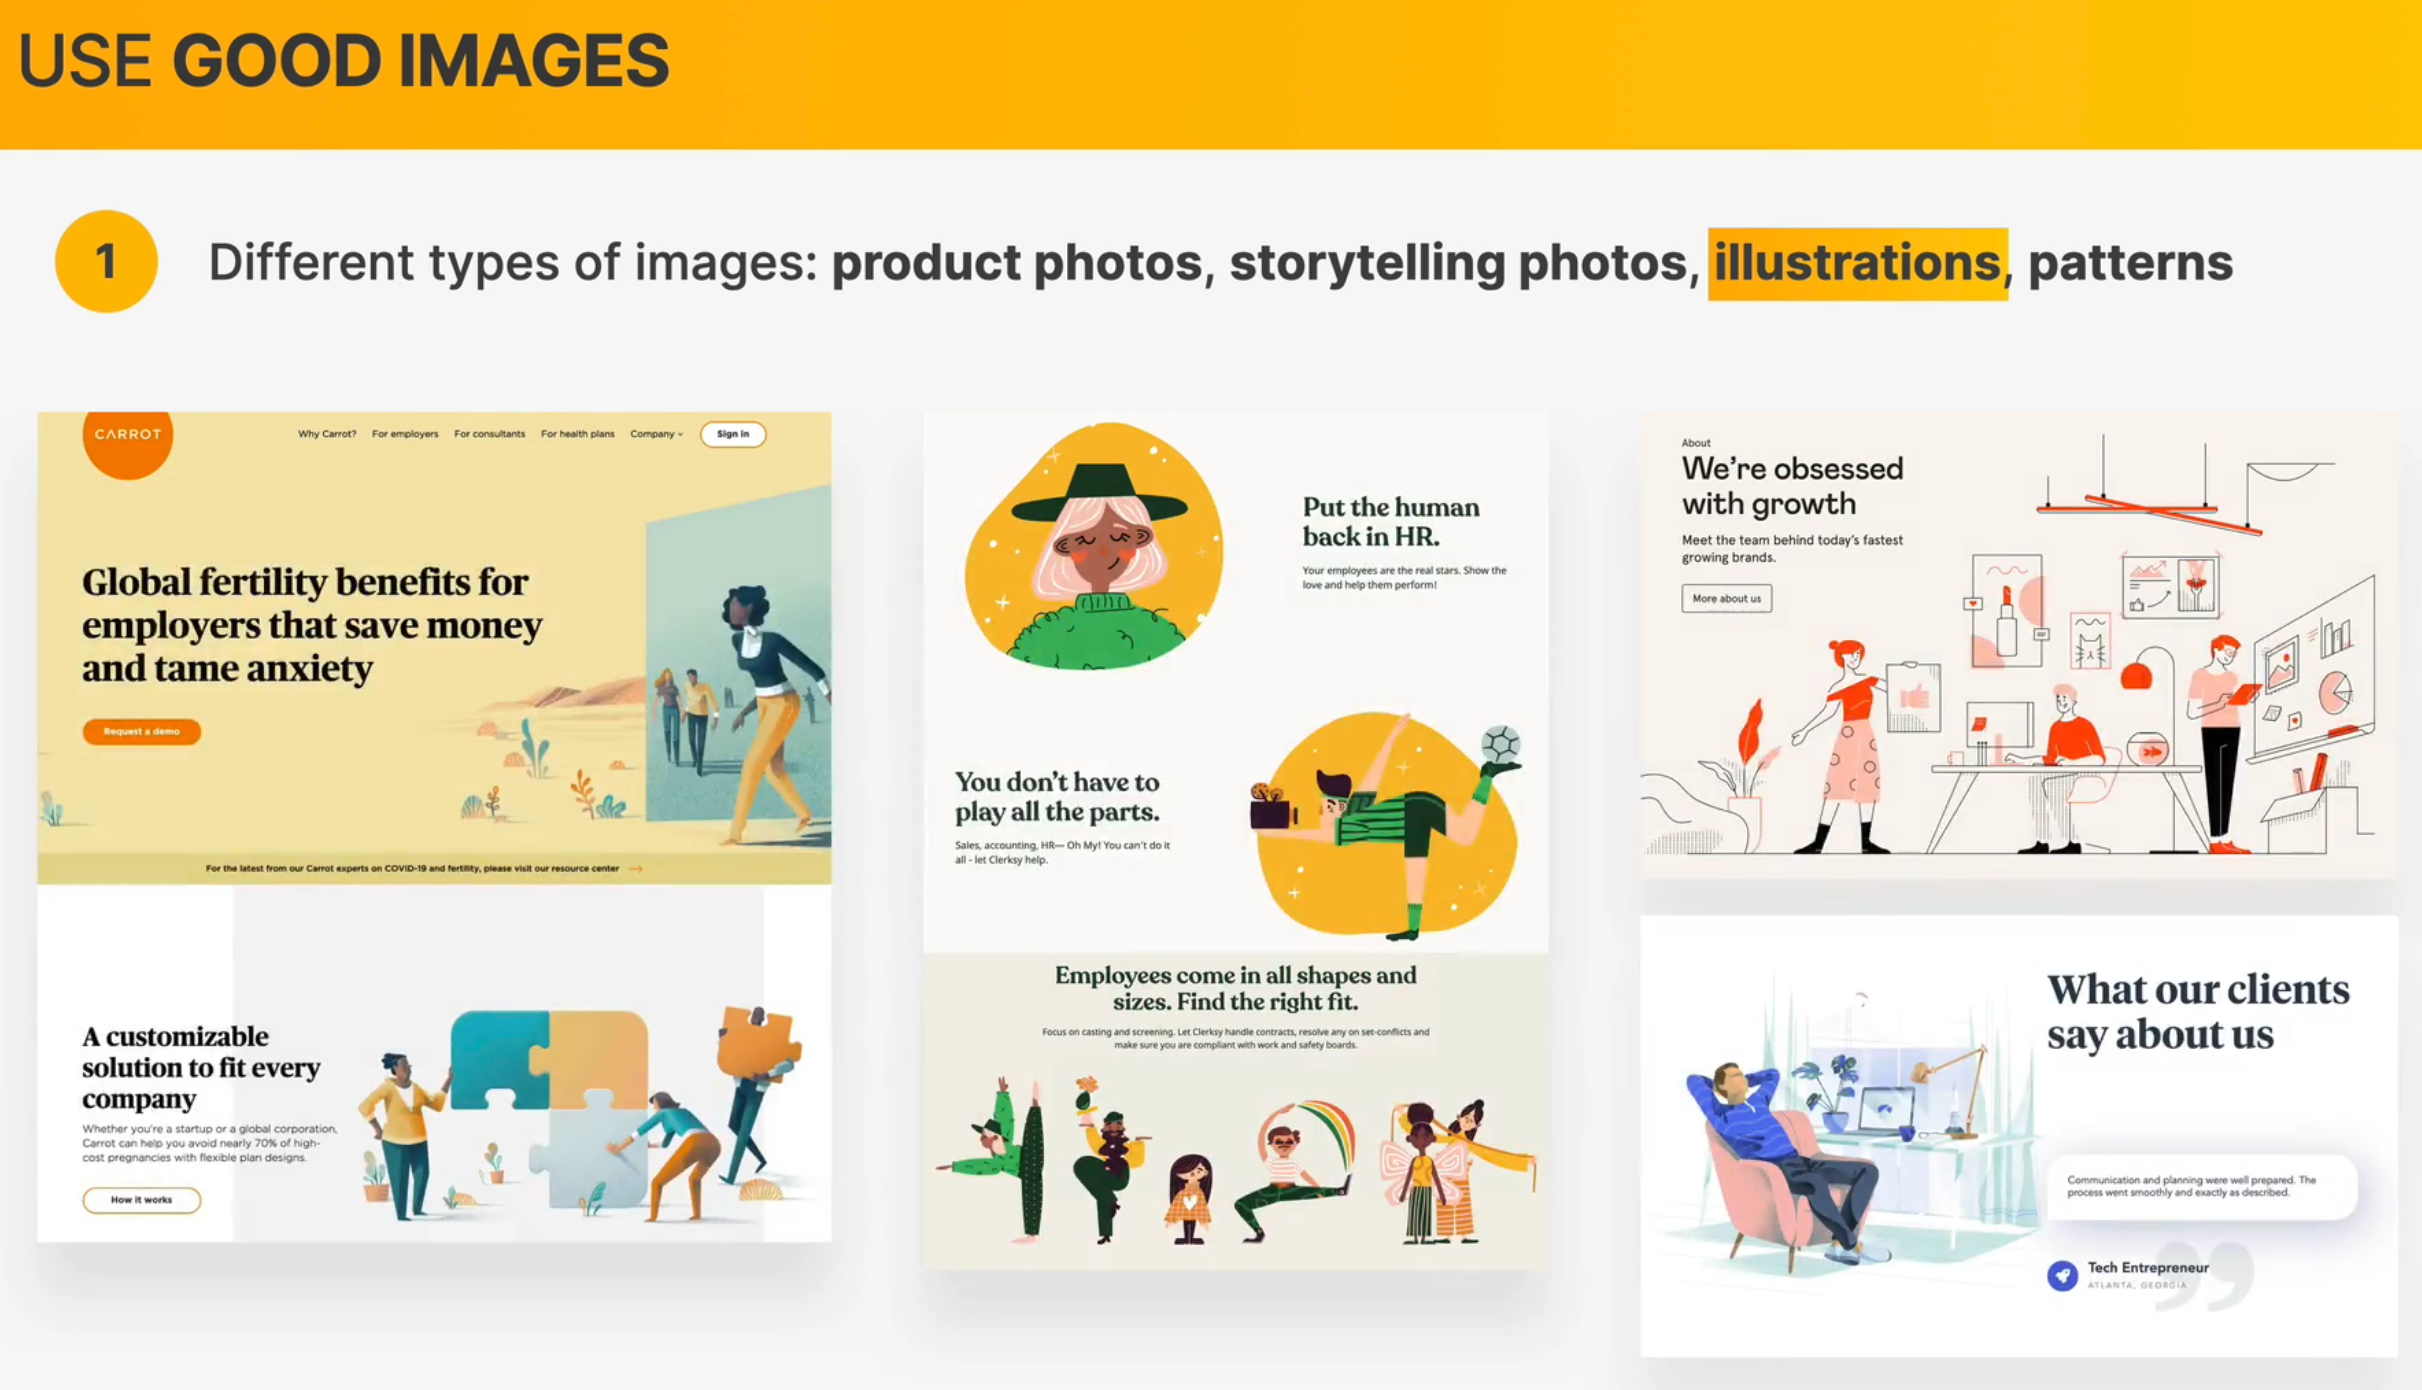 USE GOOD IMAGES
1
Different types of images: product photos, storytelling photos, illustrations, patterns
CARROT
Why Carrot?
For employers
For consultants
For health plans
Company
Sign in
Global fertility benefits for
employers that save money
and tame anxiety
Request a demo
For the latest from our Carrot experts on COVID-19 and fertility, please visit our resource center →
A customizable
solution to fit every
company
Whether you're a startup or a global corporation,
Carrot can help you avoid nearly 70% of high-
cost pregnancies with flexible plan designs.
How it works
Put the human
back in HR.
Your employees are the real stars. Show the
love and help them perform!
You don't have to
play all the parts.
Sales, accounting, HR— Oh My! You can't do it
all - let Clerksy help.
Employees come in all shapes and
sizes. Find the right fit.
Focus on casting and screening. Let Clerksy handle contracts, resolve any on set-conflicts and
make sure you are compliant with work and safety boards.
About
We're obsessed
with growth
Meet the team behind today's fastest
growing brands.
More about us
What our clients
say about us
Communication and planning were well prepared. The
process went smoothly and exactly as described.
Tech Entrepreneur
ATLANTA, GEORGIA
”